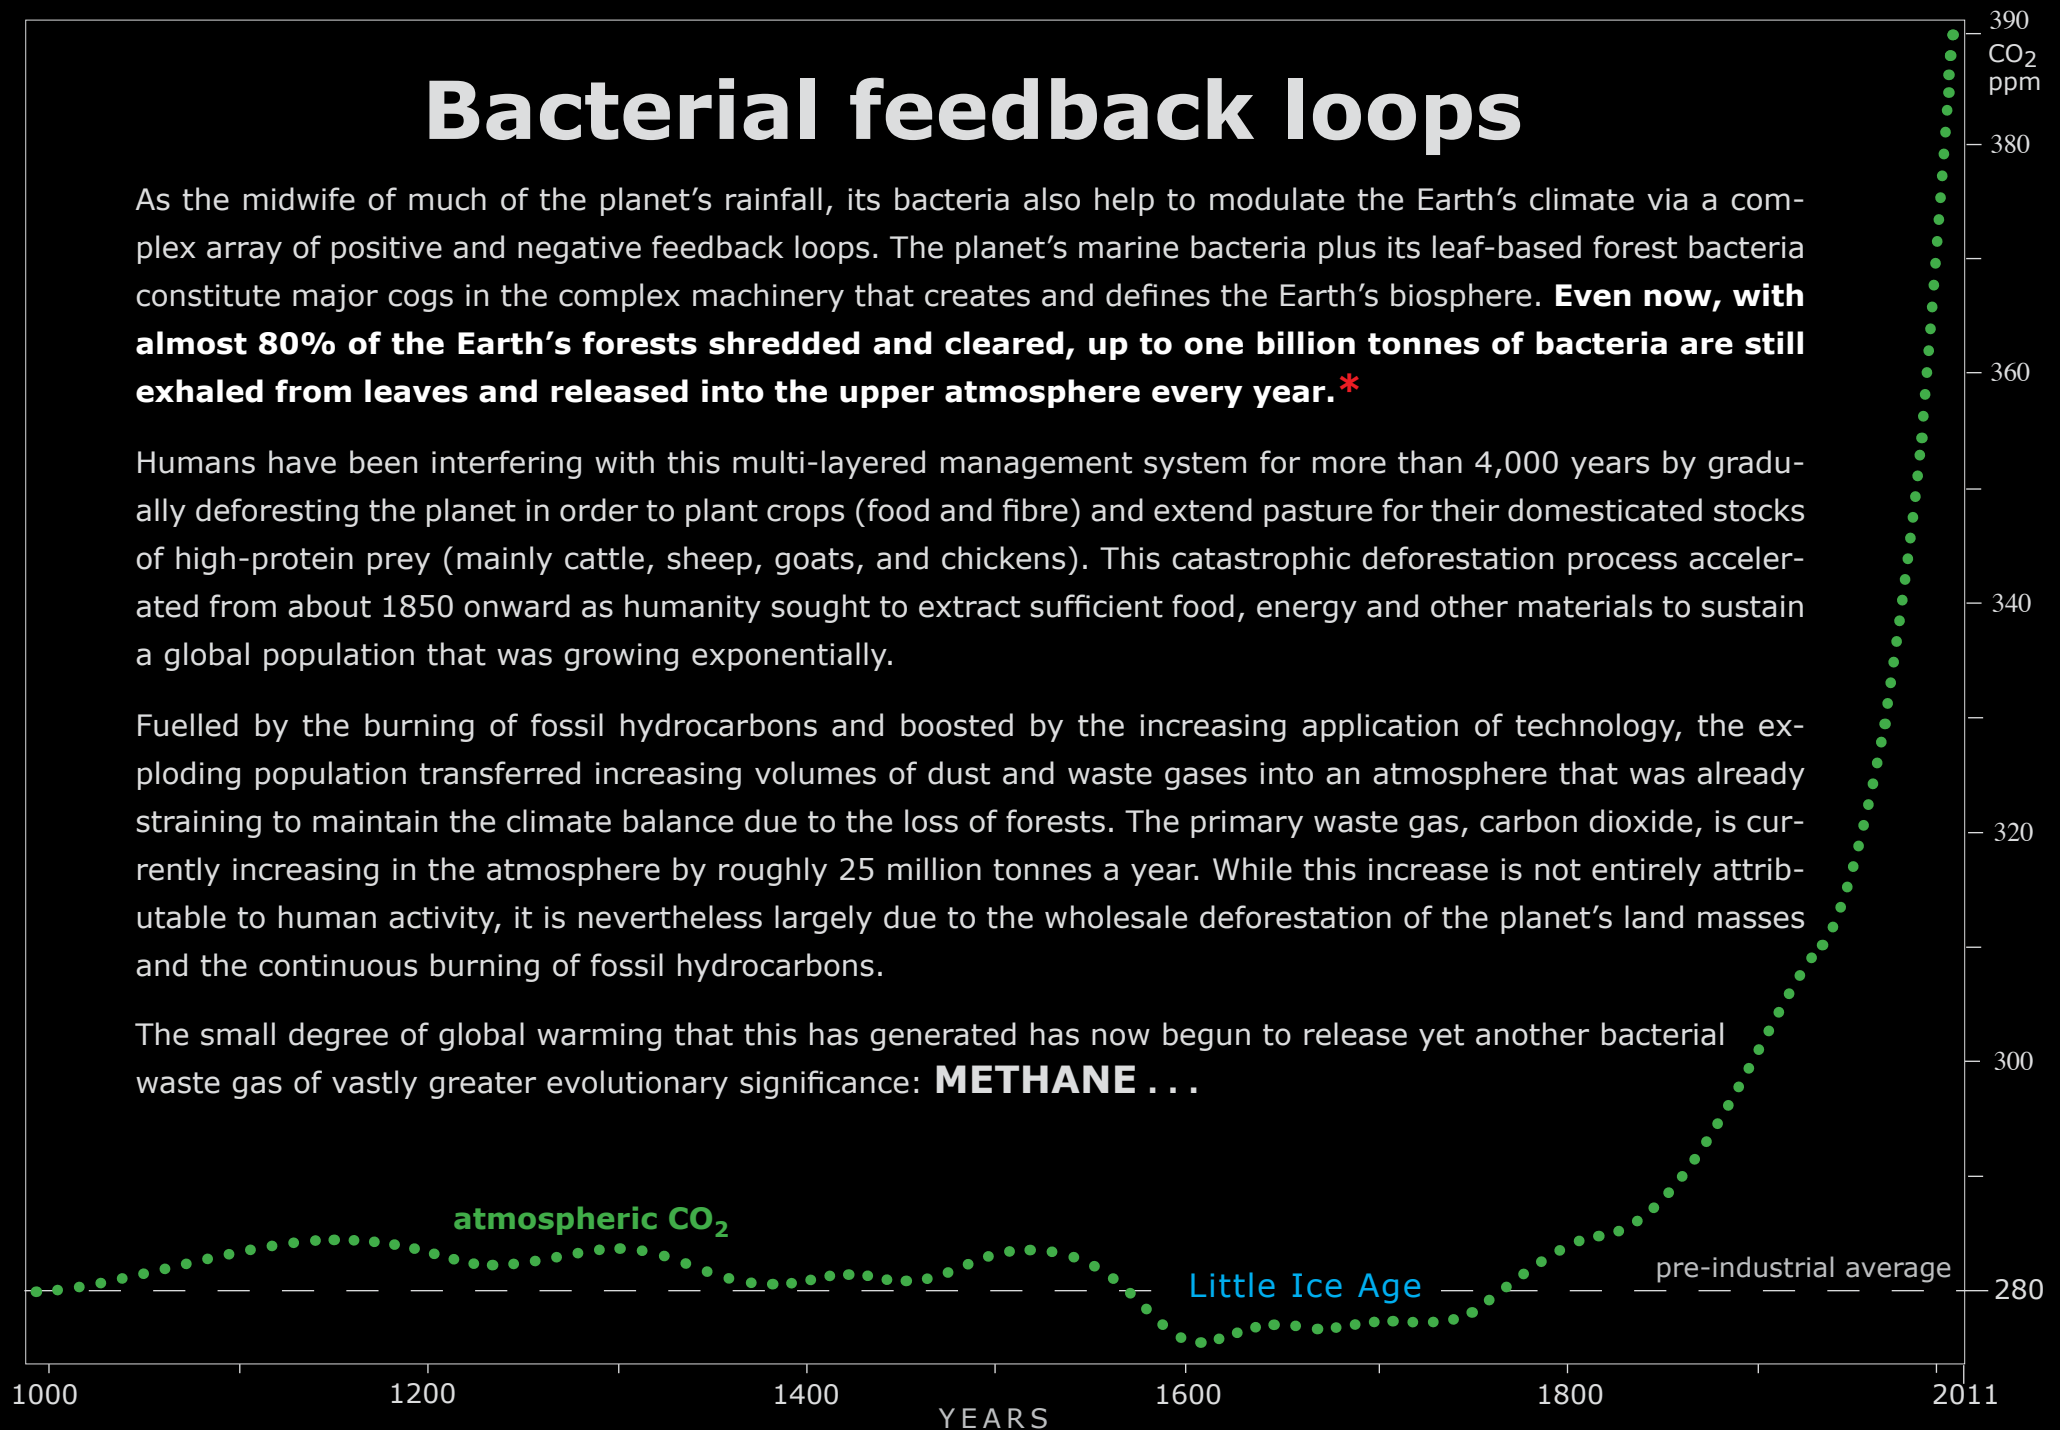 390
CO2
ppm
Bacterial feedback loops
380
As the midwife of much of the planet’s rainfall, its bacteria also help to modulate the Earth’s climate via a com-
plex array of positive and negative feedback loops. The planet’s marine bacteria plus its leaf-based forest bacteria
constitute major cogs in the complex machinery that creates and defines the Earth’s biosphere. Even now, with
almost 80% of the Earth’s forests shredded and cleared, up to one billion tonnes of bacteria are still
exhaled from leaves and released into the upper atmosphere every year.*
360
Humans have been interfering with this multi-layered management system for more than 4,000 years by gradu-
ally deforesting the planet in order to plant crops (food and fibre) and extend pasture for their domesticated stocks
of high-protein prey (mainly cattle, sheep, goats, and chickens). This catastrophic deforestation process acceler-
ated from about 1850 onward as humanity sought to extract sufficient food, energy and other materials to sustain
a global population that was growing exponentially.
340
Fuelled by the burning of fossil hydrocarbons and boosted by the increasing application of technology, the ex-
ploding population transferred increasing volumes of dust and waste gases into an atmosphere that was already
straining to maintain the climate balance due to the loss of forests. The primary waste gas, carbon dioxide, is cur-
rently increasing in the atmosphere by roughly 25 million tonnes a year. While this increase is not entirely attrib-
utable to human activity, it is nevertheless largely due to the wholesale deforestation of the planet’s land masses
and the continuous burning of fossil hydrocarbons.
320
The small degree of global warming that this has generated has now begun to release yet another bacterial
waste gas of vastly greater evolutionary significance: METHANE . . .
300
atmospheric CO2
pre-industrial average
Little Ice Age
280
1000 1200 1400 1600 1800 2011
YEARS